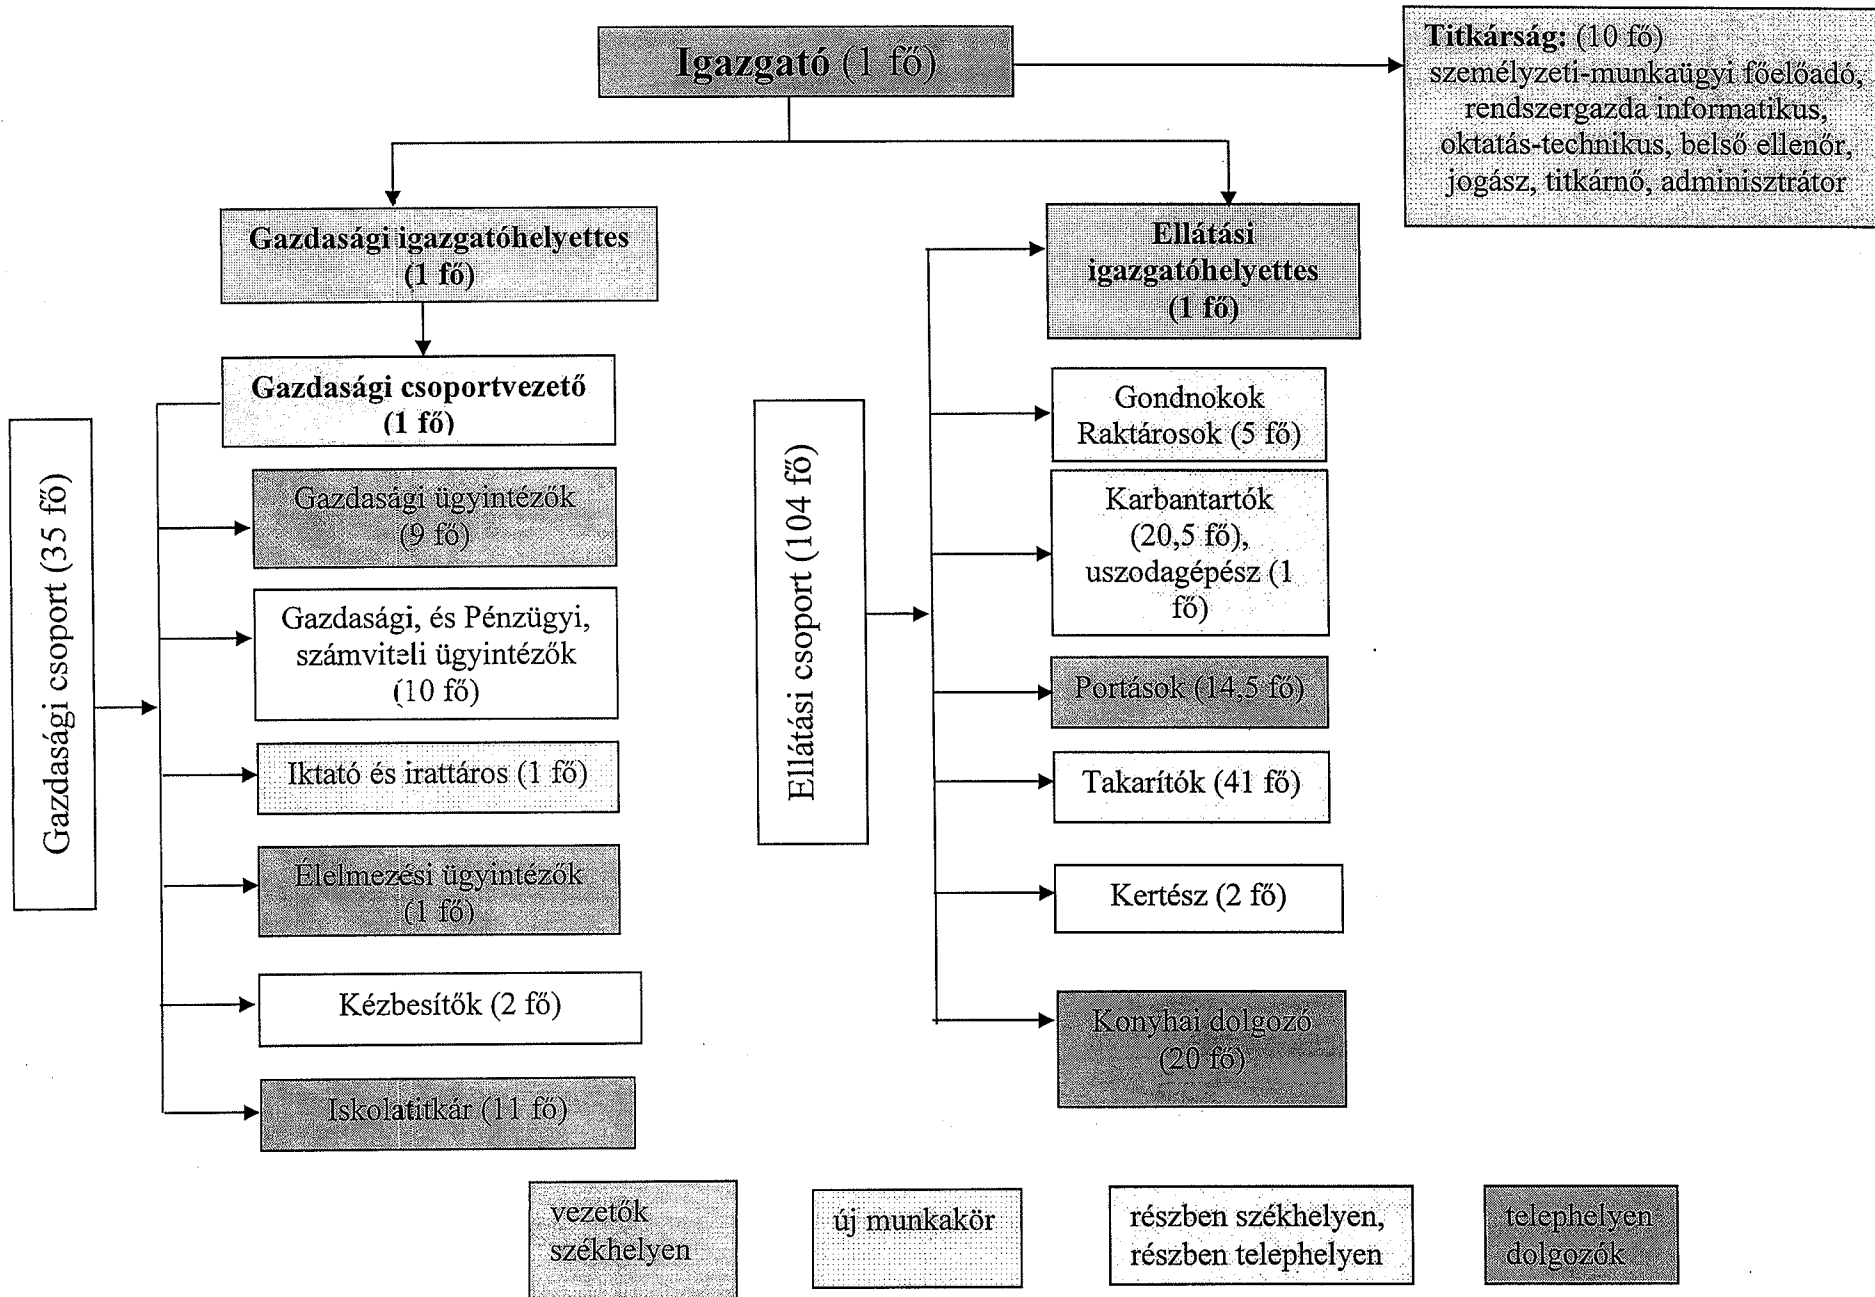 Igazgató (1 fő)
Titkárság: (10 fő)
személyzeti-munkaügyi főelőadó,
rendszergazda informatikus,
oktatás-technikus, belső ellenőr,
jogász, titkárnő, adminisztrátor
Gazdasági igazgatóhelyettes
(1 fő)
Ellátási
igazgatóhelyettes
(1 fő)
Gazdasági csoport (35 fő)
Gazdasági csoportvezető
(1 fő)
Gazdasági ügyintézők
(9 fő)
Gazdasági, és Pénzügyi,
számviteli ügyintézők
(10 fő)
Iktató és irattáros (1 fő)
Élelmezési ügyintézők
(1 fő)
Kézbesítők (2 fő)
Iskolatitkár (11 fő)
Ellátási csoport (104 fő)
Gondnokok
Raktárosok (5 fő)
Karbantartók
(20,5 fő),
uszodagépész (1
fő)
Portások (14,5 fő)
Takarítók (41 fő)
Kertész (2 fő)
Konyhai dolgozó
(20 fő)
vezetők
székhelyen
új munkakör
részben székhelyen,
részben telephelyen
telephelyen
dolgozók